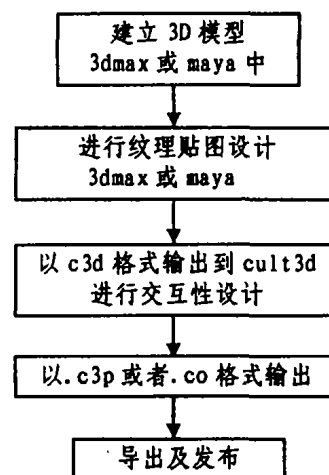 建立 3D 模型
3dmax 或 maya 中
进行纹理贴图设计
3dmax 或 maya
以 c3d 格式输出到 cult3d
进行交互性设计
以.c3p 或者.co 格式输出
导出及发布